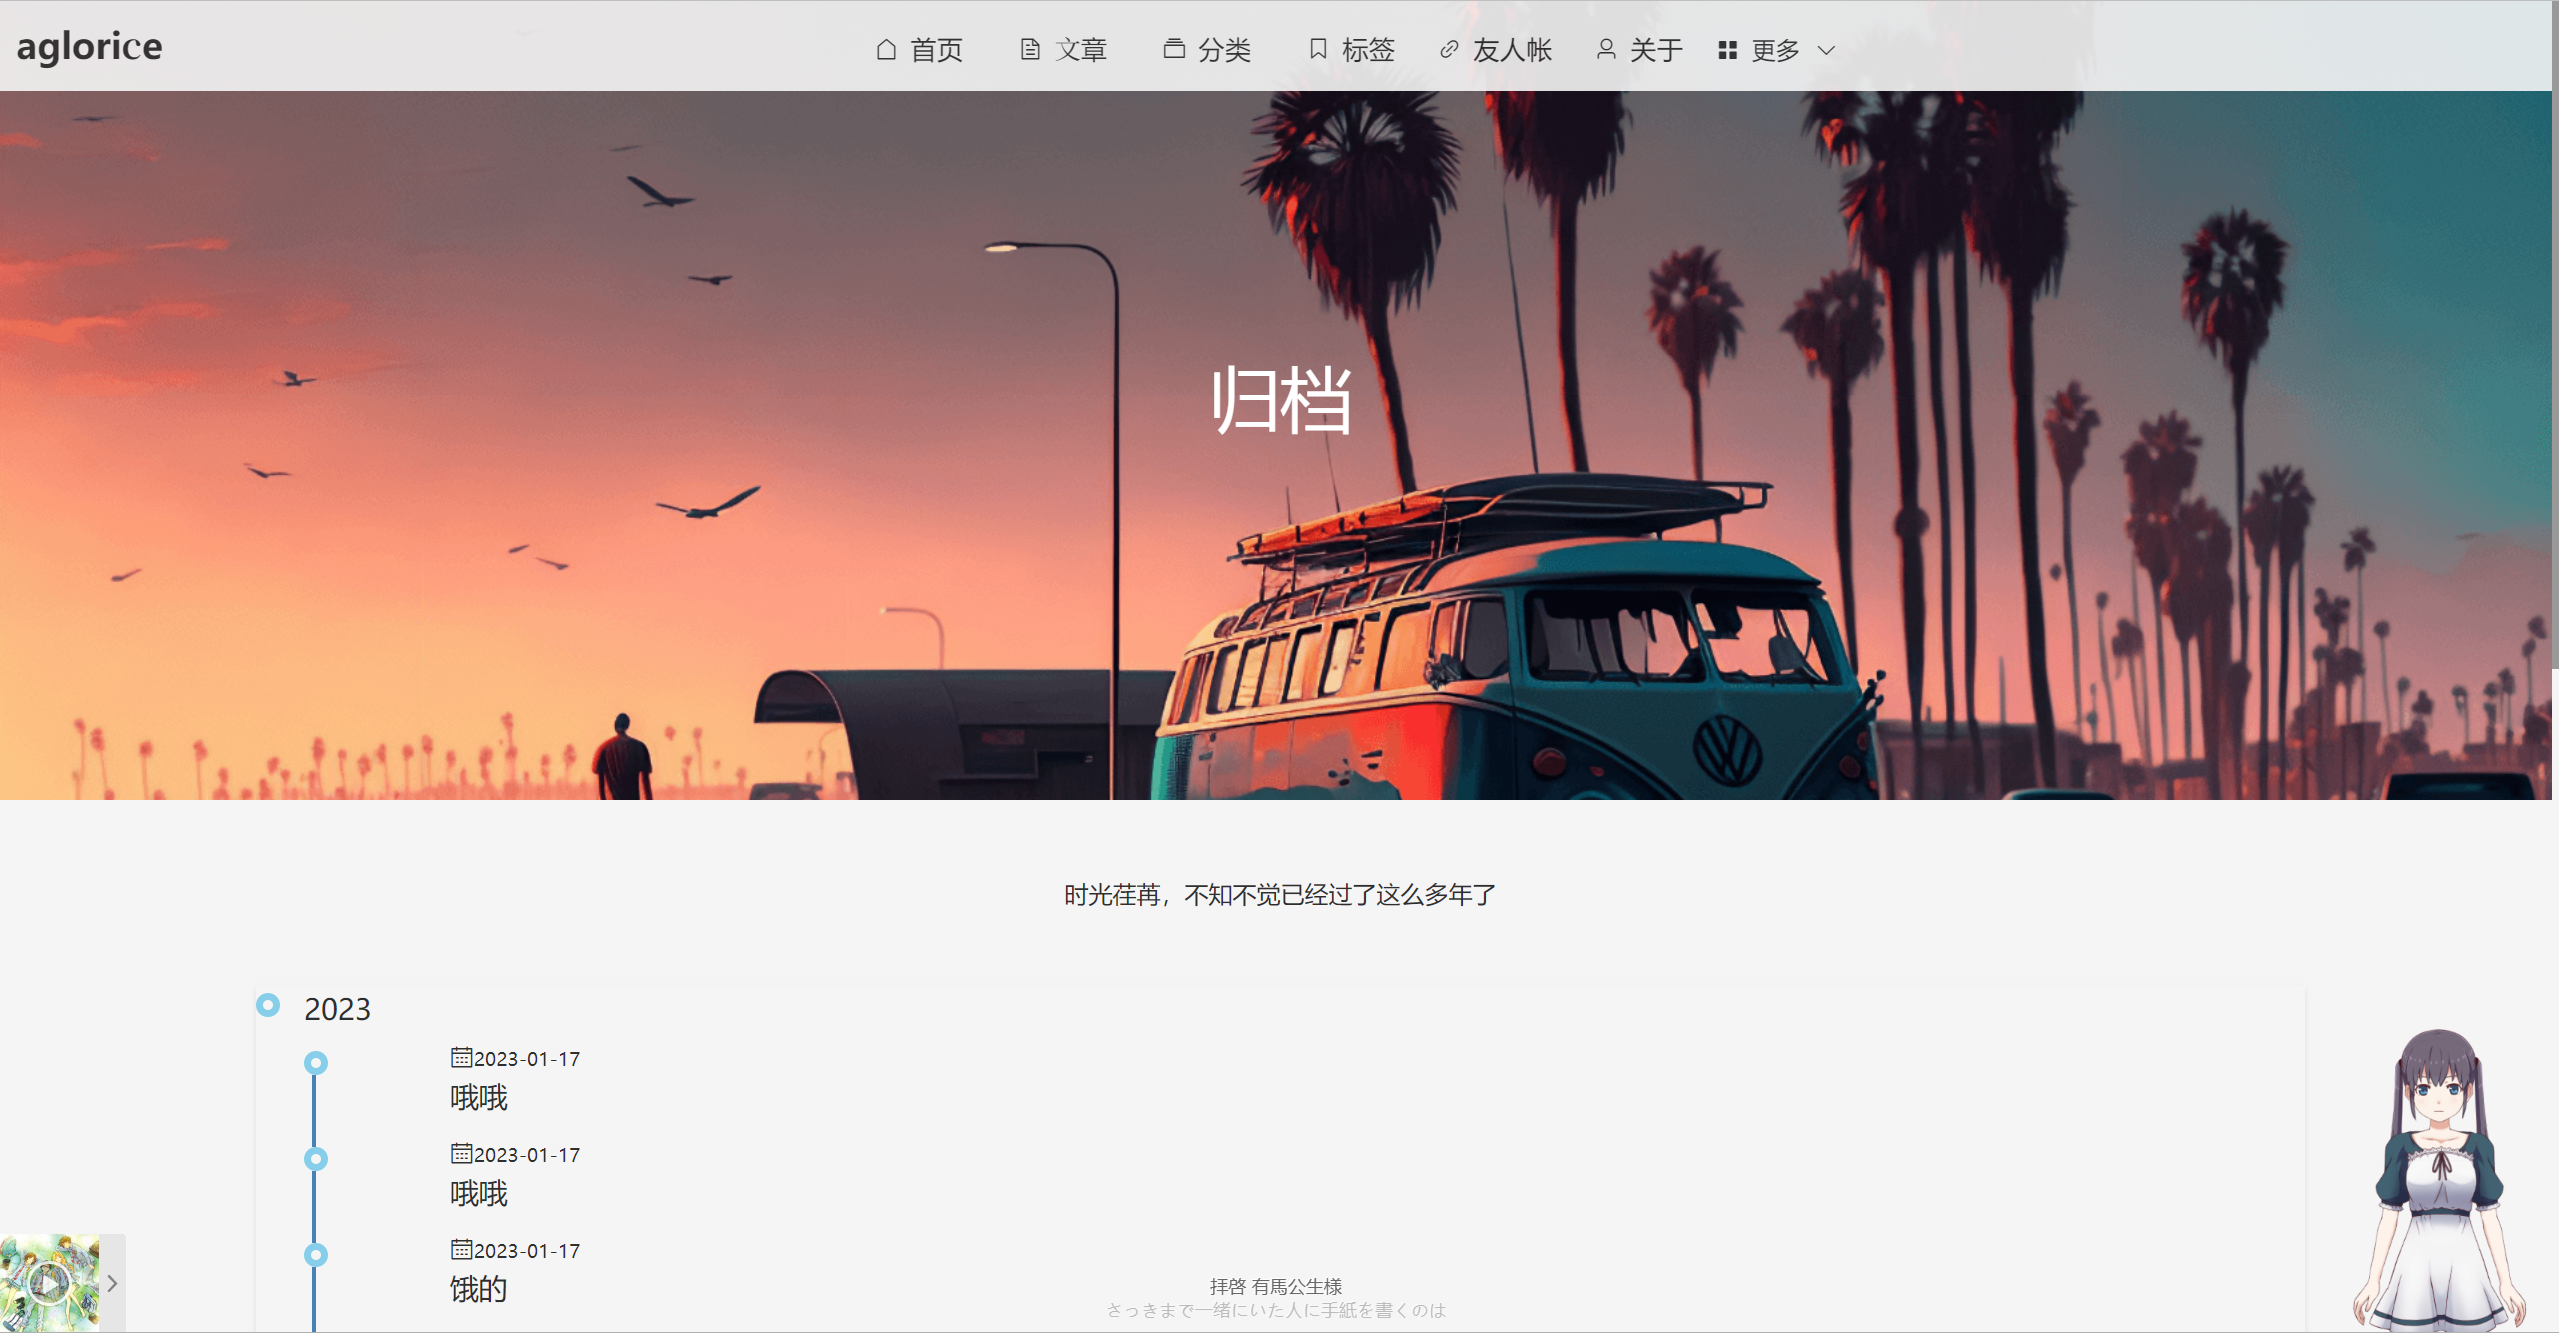 aglorice
首页 文章 分类 标签 友人帐 关于 更多
归档
时光荏苒，不知不觉已经过了这么多年了
2023
2023-01-17
哦哦
2023-01-17
哦哦
2023-01-17
饿的
拝啓 有馬公生様
さっきまで一绪にいた人に手紙を書くのは